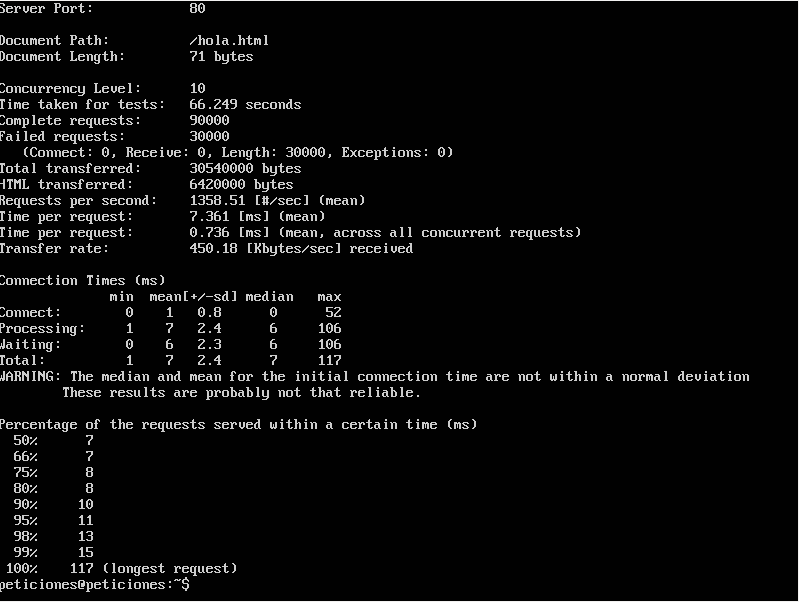 Server Port:            80

Document Path:          /hola.html
Document Length:        71 bytes

Concurrency Level:      10
Time taken for tests:   66.249 seconds
Complete requests:      90000
Failed requests:        30000
   (Connect: 0, Receive: 0, Length: 30000, Exceptions: 0)
Total transferred:      30540000 bytes
HTML transferred:       6420000 bytes
Requests per second:    1358.51 [#/sec] (mean)
Time per request:       7.361 [ms] (mean)
Time per request:       0.736 [ms] (mean, across all concurrent requests)
Transfer rate:          450.18 [Kbytes/sec] received

Connection Times (ms)
              min  mean[+/-sd] median   max
Connect:        0    1   0.8      0      52
Processing:     1    7   2.4      6     106
Waiting:        0    6   2.3      6     106
Total:          1    7   2.4      7     117
WARNING: The median and mean for the initial connection time are not within a normal deviation
        These results are probably not that reliable.

Percentage of the requests served within a certain time (ms)
  50%      7
  66%      7
  75%      8
  80%      8
  90%     10
  95%     11
  98%     13
  99%     15
 100%    117 (longest request)
peticiones@peticiones:~$